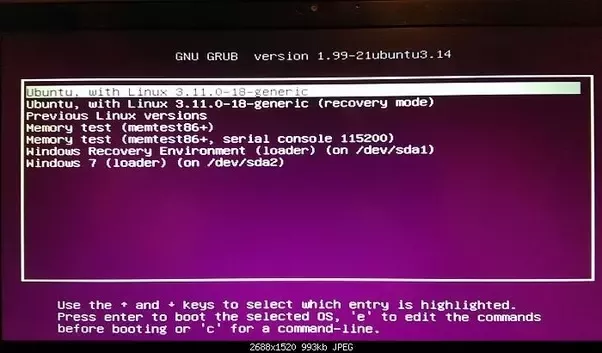 GNU GRUB version 1.99-21ubuntu3.14
Ubuntu, with Linux 3.11.0-18-generic
Ubuntu, with Linux 3.11.0-18-generic (recovery mode)
Previous Linux versions
Memory test (memtest86+)
Memory test (memtest86+, serial console 115200)
Windows Recovery Environment (loader) (on /dev/sda1)
Windows 7 (loader) (on /dev/sda2)
Use the ↑ and ↓ keys to select which entry is highlighted.
Press enter to boot the selected OS, 'e' to edit the commands
before booting or 'c' for a command-line.
2688x1520 993kb JPEG